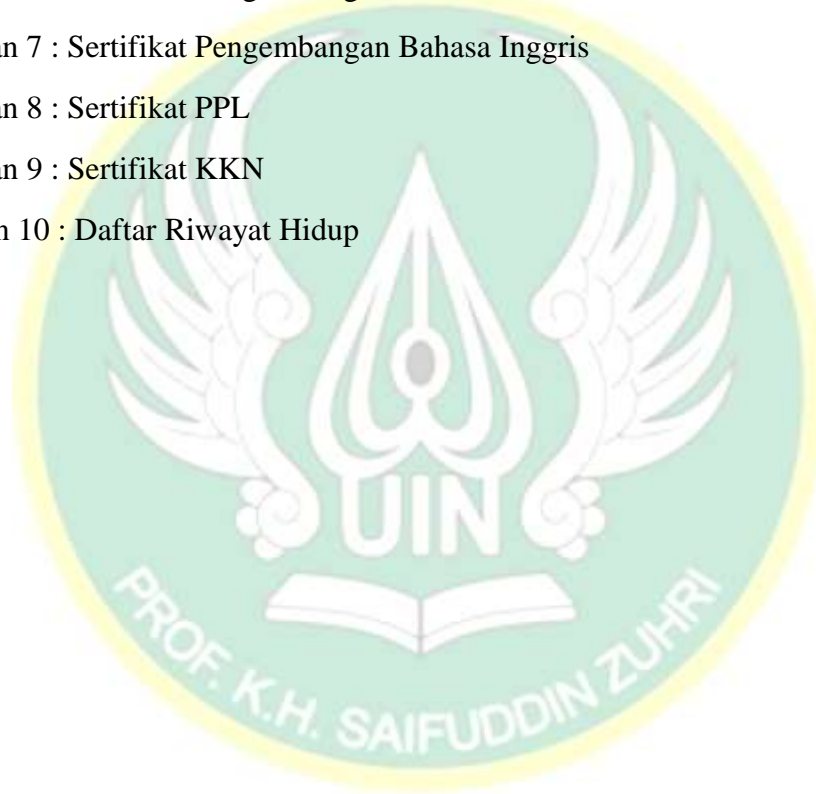 an 7 : Sertifikat Pengembangan Bahasa Inggris
an 8 : Sertifikat PPL
an 9 : Sertifikat KKN
n 10 : Daftar Riwayat Hidup
UIN
PROF. K.H. SAIFUDDIN ZUHRI